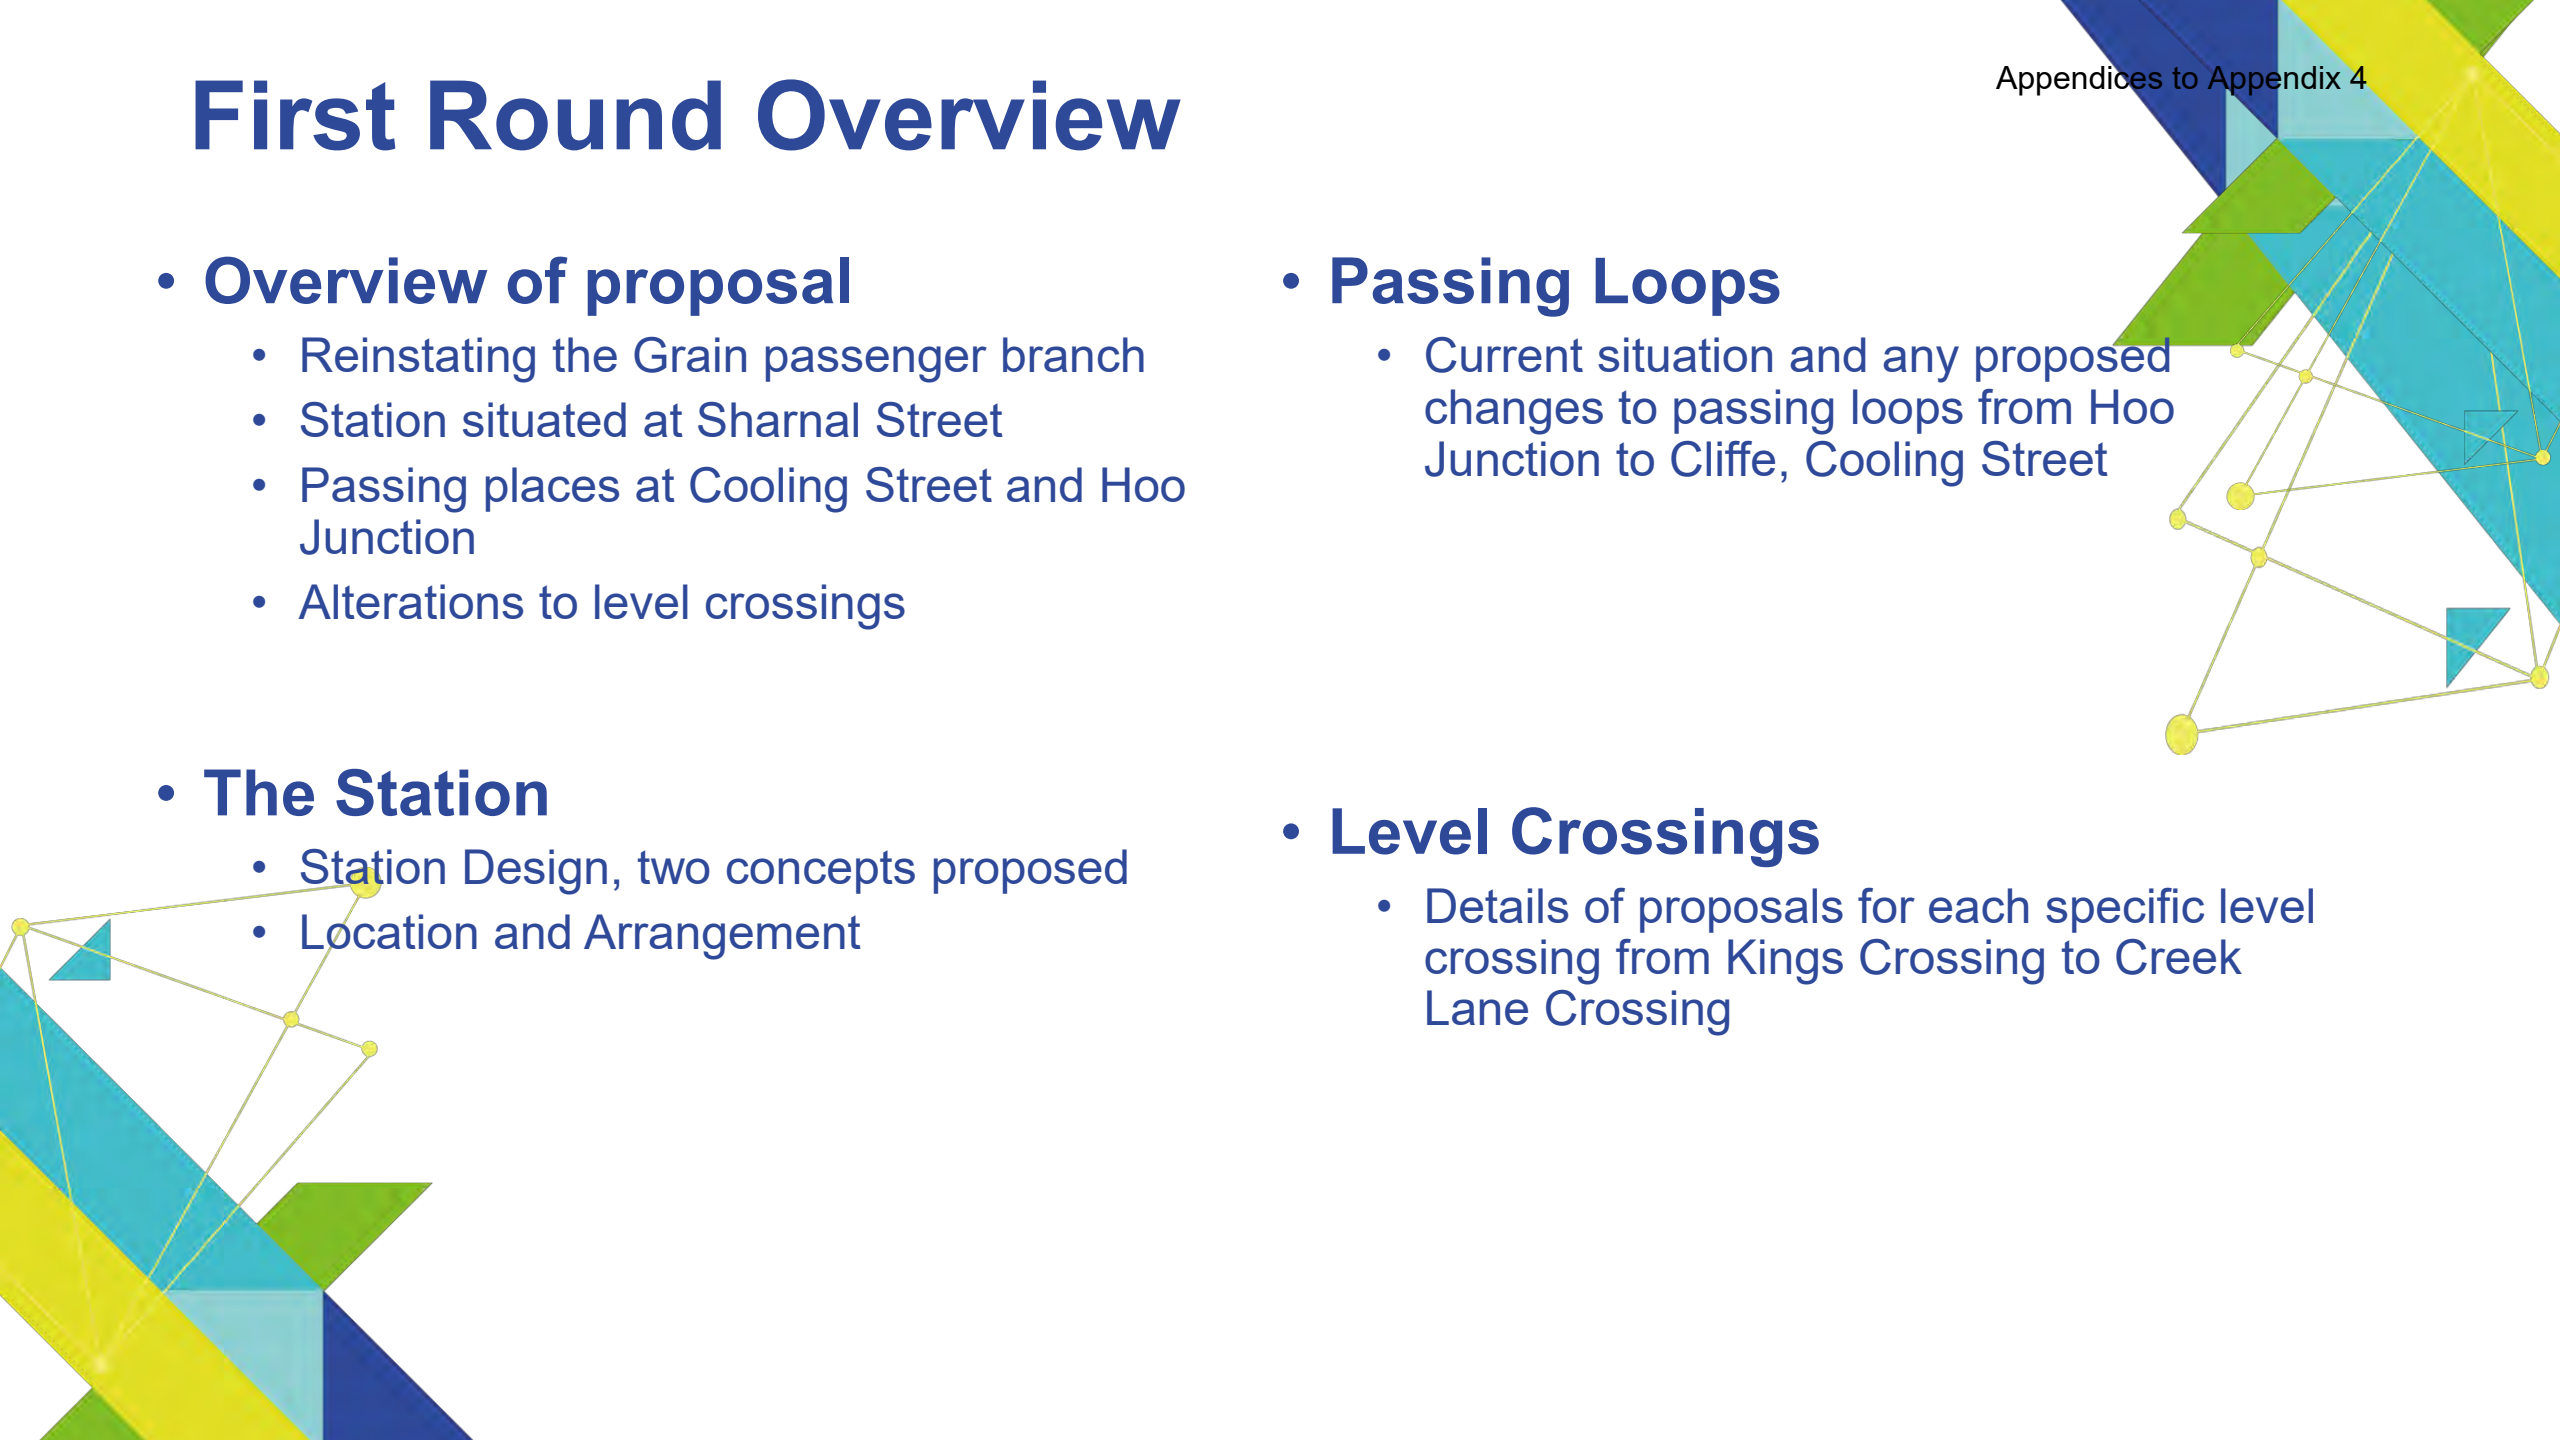 Appendices to Appendix 4
First Round Overview
• Overview of proposal
• Reinstating the Grain passenger branch
• Station situated at Sharnal Street
• Passing places at Cooling Street and Hoo
Junction
• Alterations to level crossings
• The Station
• Station Design, two concepts proposed
• Location and Arrangement
• Passing Loops
• Current situation and any proposed
changes to passing loops from Hoo
Junction to Cliffe, Cooling Street
• Level Crossings
• Details of proposals for each specific level
crossing from Kings Crossing to Creek
Lane Crossing